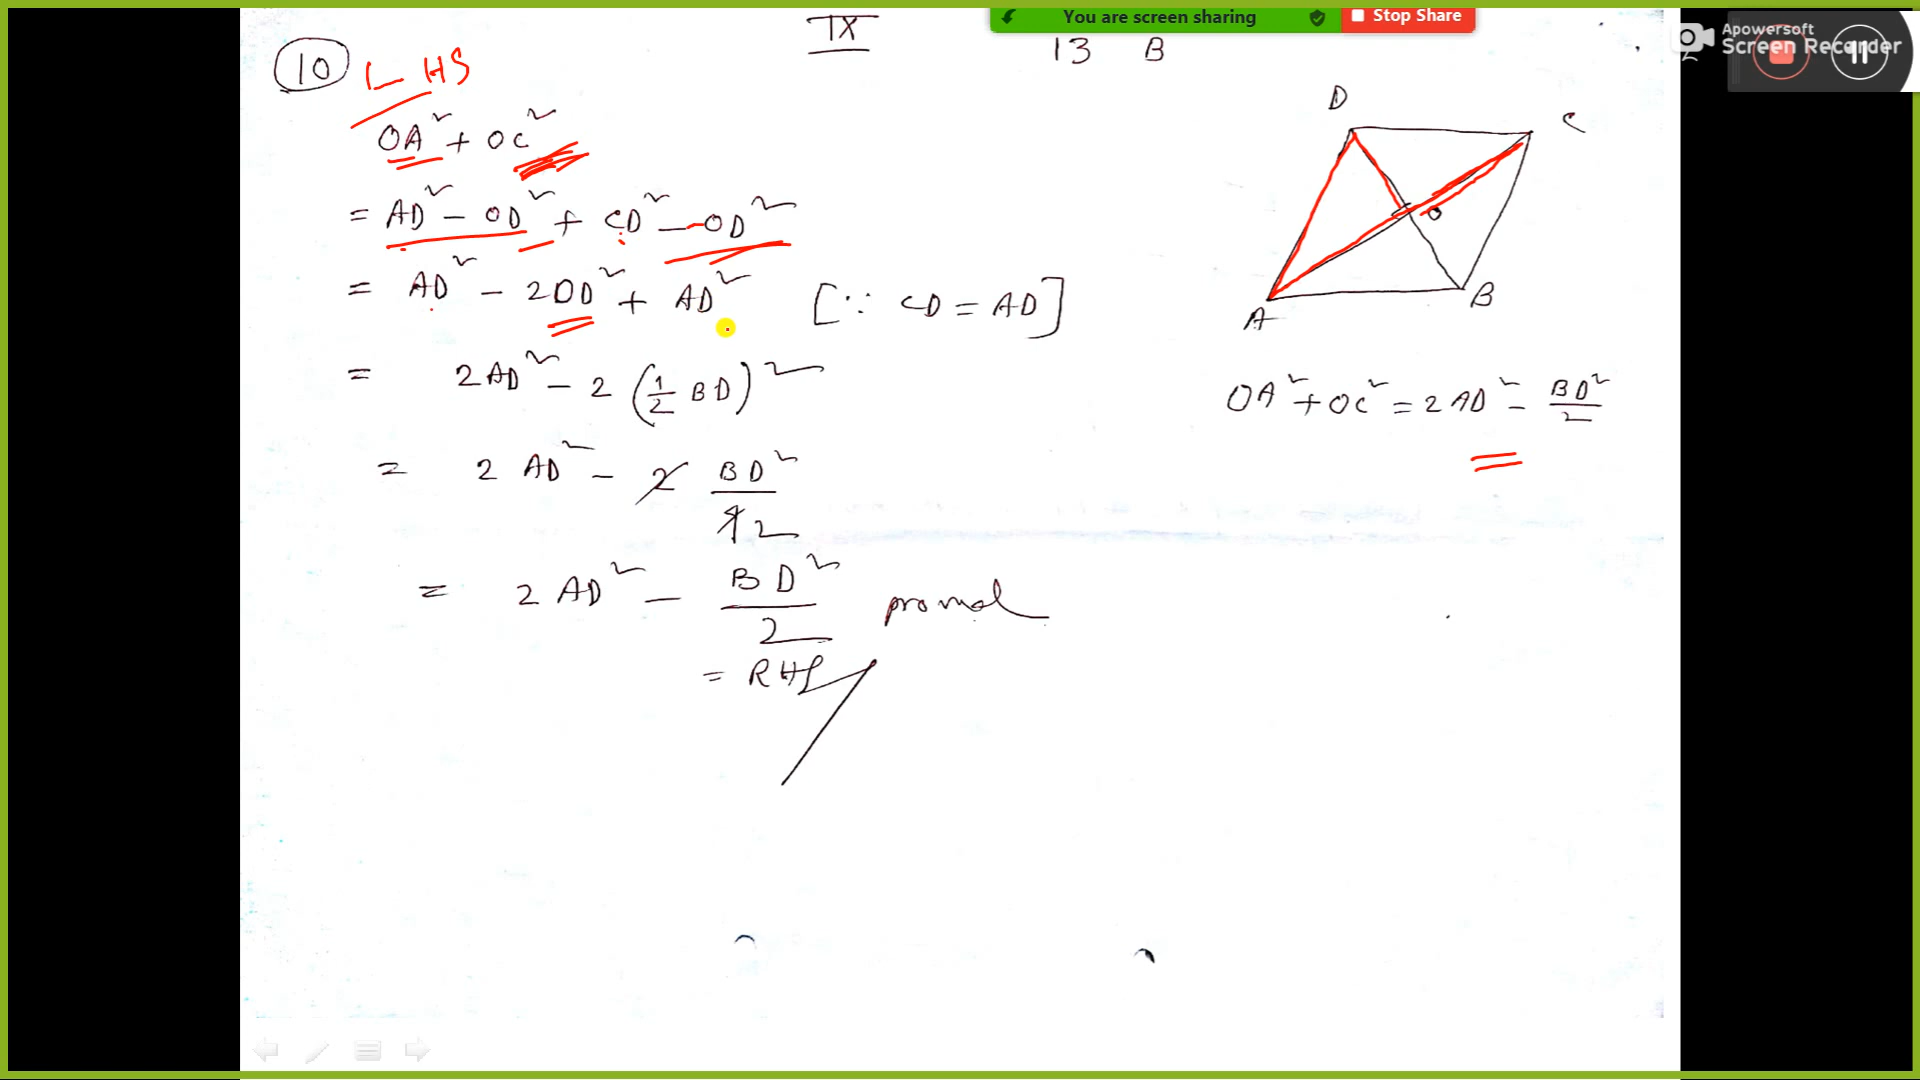 You are screen sharing Stop Share
Apowersoft
Screen Recorder
IX
13 B
10 LHS
OA² + OC²
= AD² - OD² + CD² - OD²
= AD² - 2OD² + AD² [∵ CD = AD]
= 2AD² - 2 (1/2 BD)²
= 2 AD² - 2 BD²/4 2
= 2 AD² - BD²/2 proved
= RHS
D C
O
A B
OA² + OC² = 2AD² - BD²/2